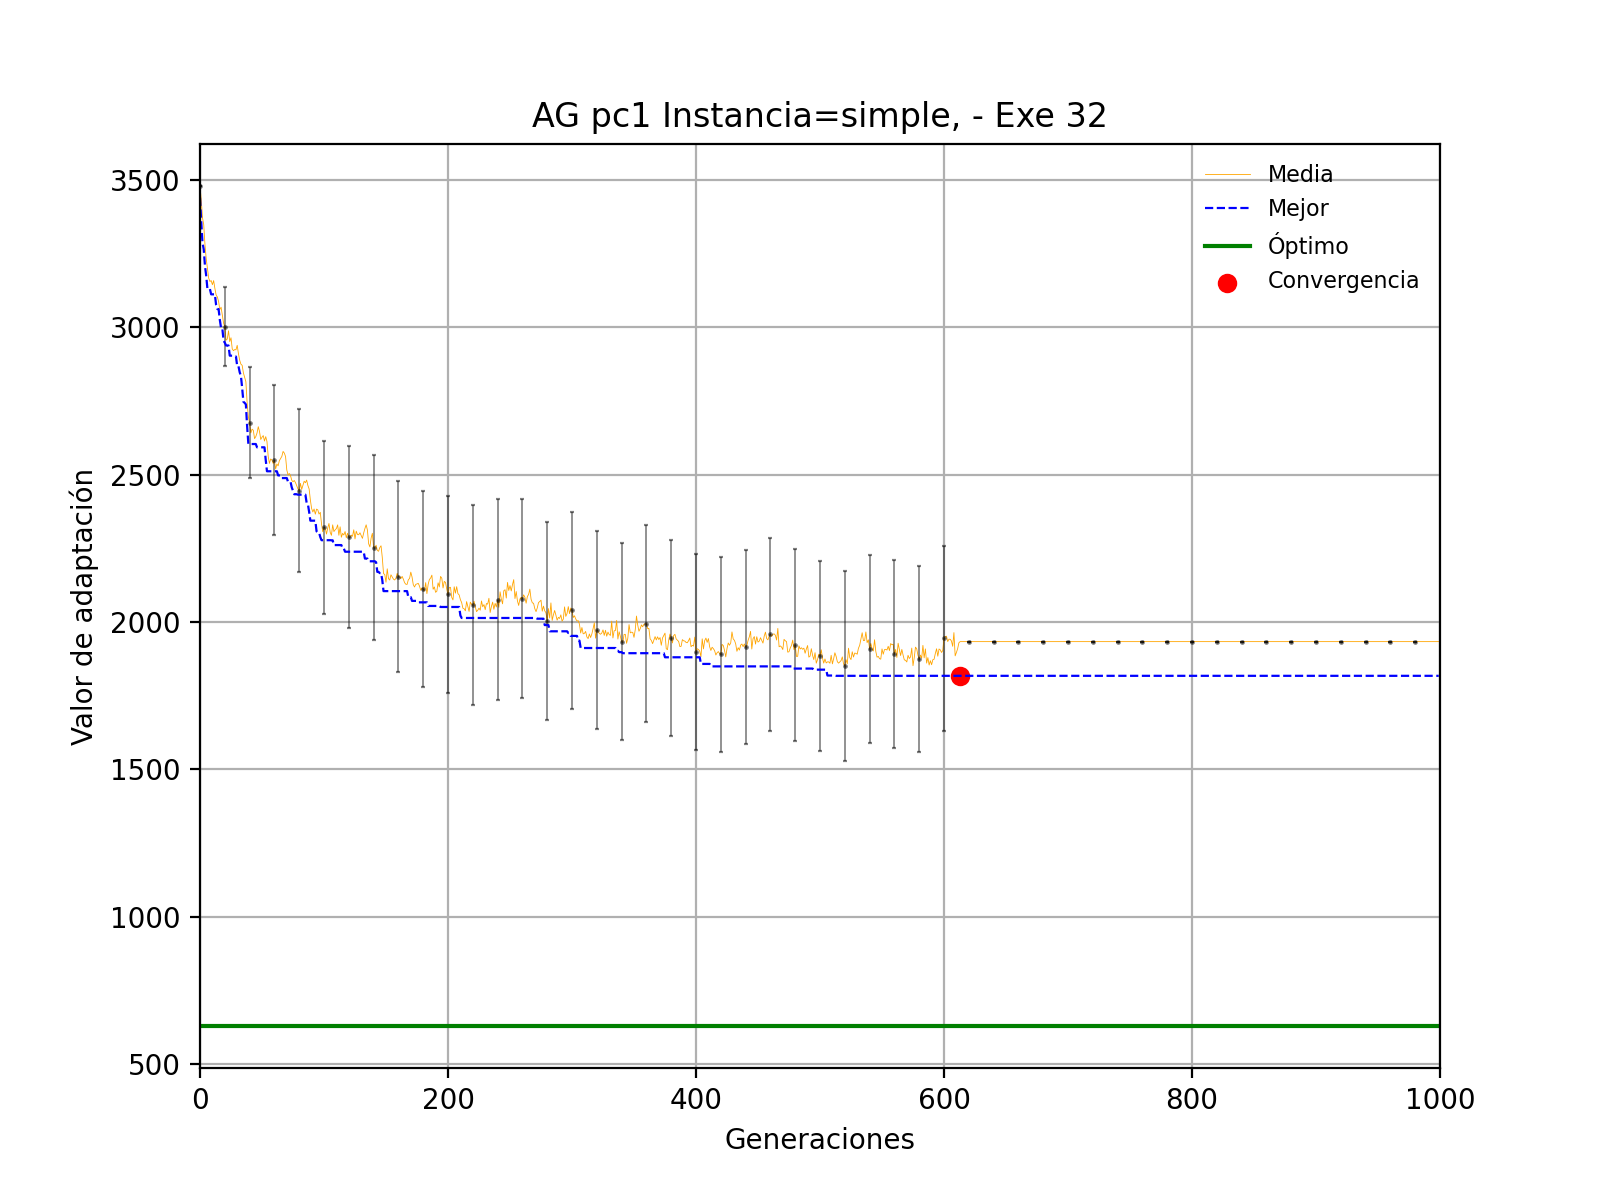 AG pc1 Instancia=simple, - Exe 32
Media
Mejor
Óptimo
Convergencia
3500
3000
2500
2000
1500
1000
500
Valor de adaptación
0 200 400 600 800 1000
Generaciones